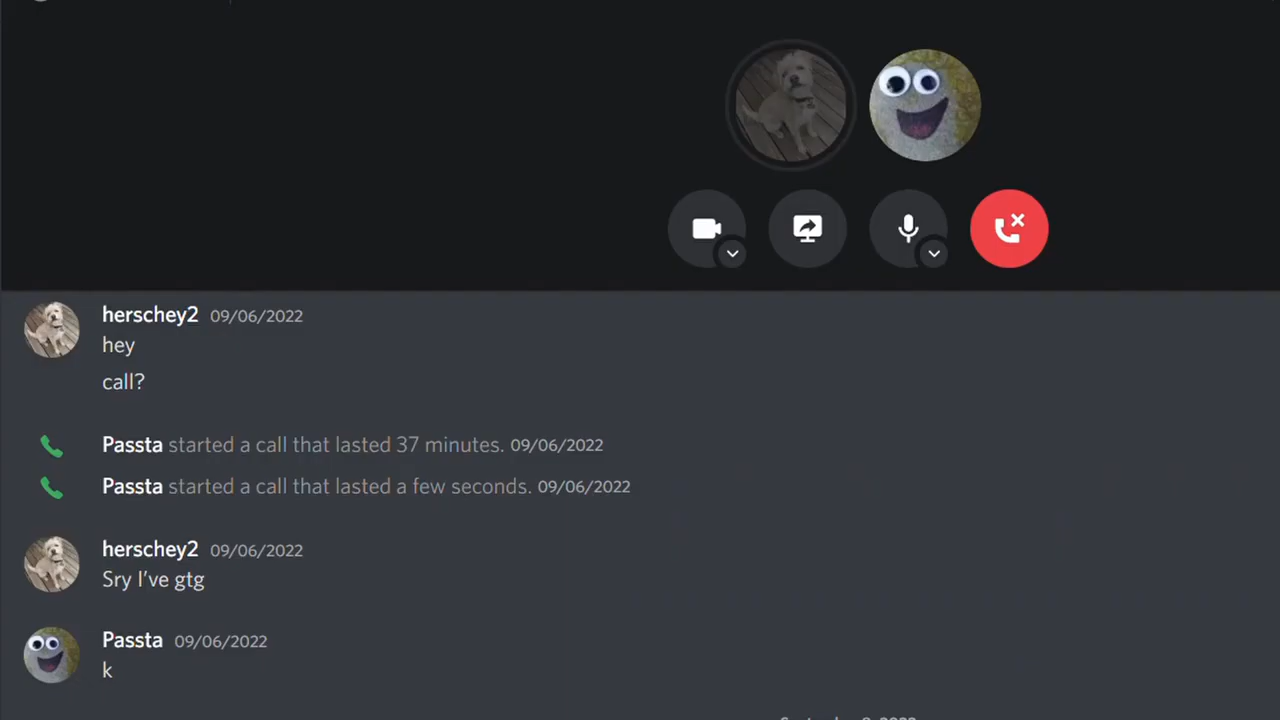 herschey2 09/06/2022
hey
call?
Passta started a call that lasted 37 minutes. 09/06/2022
Passta started a call that lasted a few seconds. 09/06/2022
herschey2 09/06/2022
Sry I’ve gtg
Passta 09/06/2022
k